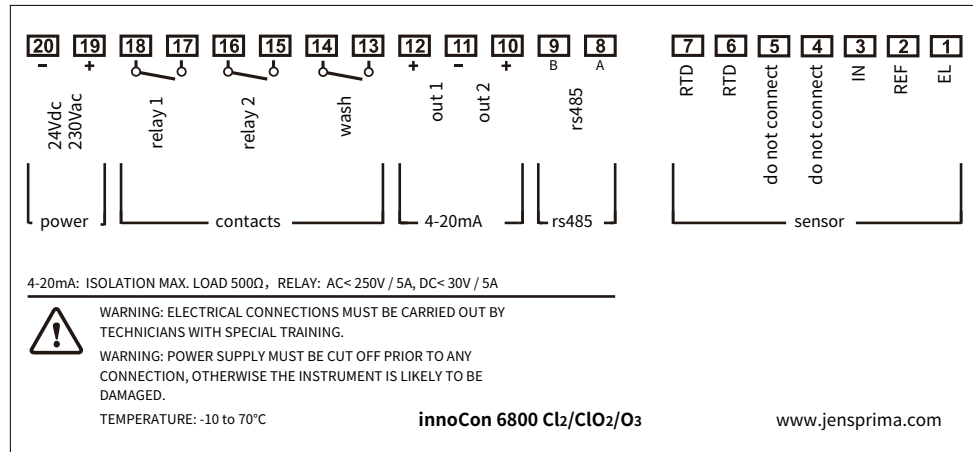 20 19 18 17 16 15 14 13 12 11 10 9 8 7 6 5 4 3 2 1
- + + - + B A
24Vdc
230Vac
relay 1
relay 2
wash
out 1
out 2
rs485
RTD
RTD
do not connect
do not connect
IN
REF
EL
power contacts 4-20mA rs485 sensor
4-20mA: ISOLATION MAX. LOAD 500Ω, RELAY: AC< 250V / 5A, DC< 30V / 5A
WARNING: ELECTRICAL CONNECTIONS MUST BE CARRIED OUT BY
TECHNICIANS WITH SPECIAL TRAINING.
WARNING: POWER SUPPLY MUST BE CUT OFF PRIOR TO ANY
CONNECTION, OTHERWISE THE INSTRUMENT IS LIKELY TO BE
DAMAGED.
TEMPERATURE: -10 to 70°C innoCon 6800 Cl2/ClO2/O3 www.jensprima.com